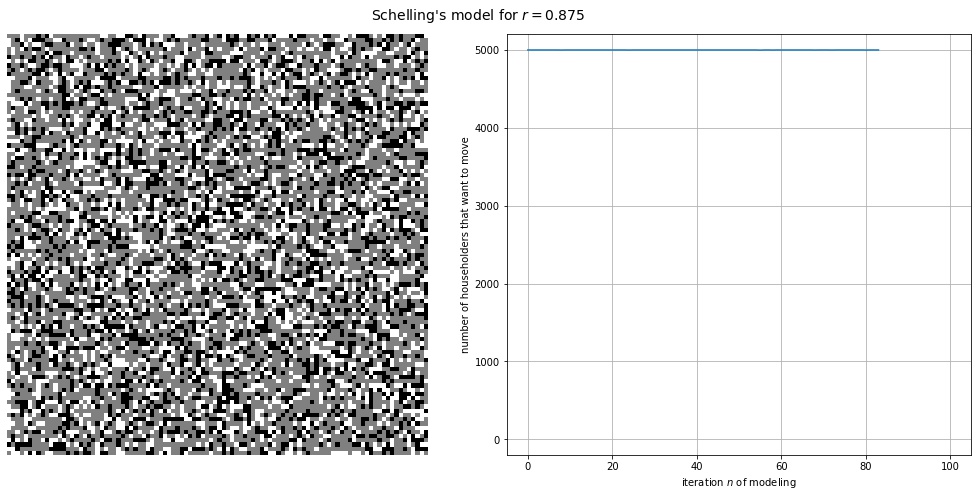 Schelling's model for r = 0.875
5000
4000
3000
2000
1000
0
number of householders that want to move
0 20 40 60 80 100
iteration n of modeling